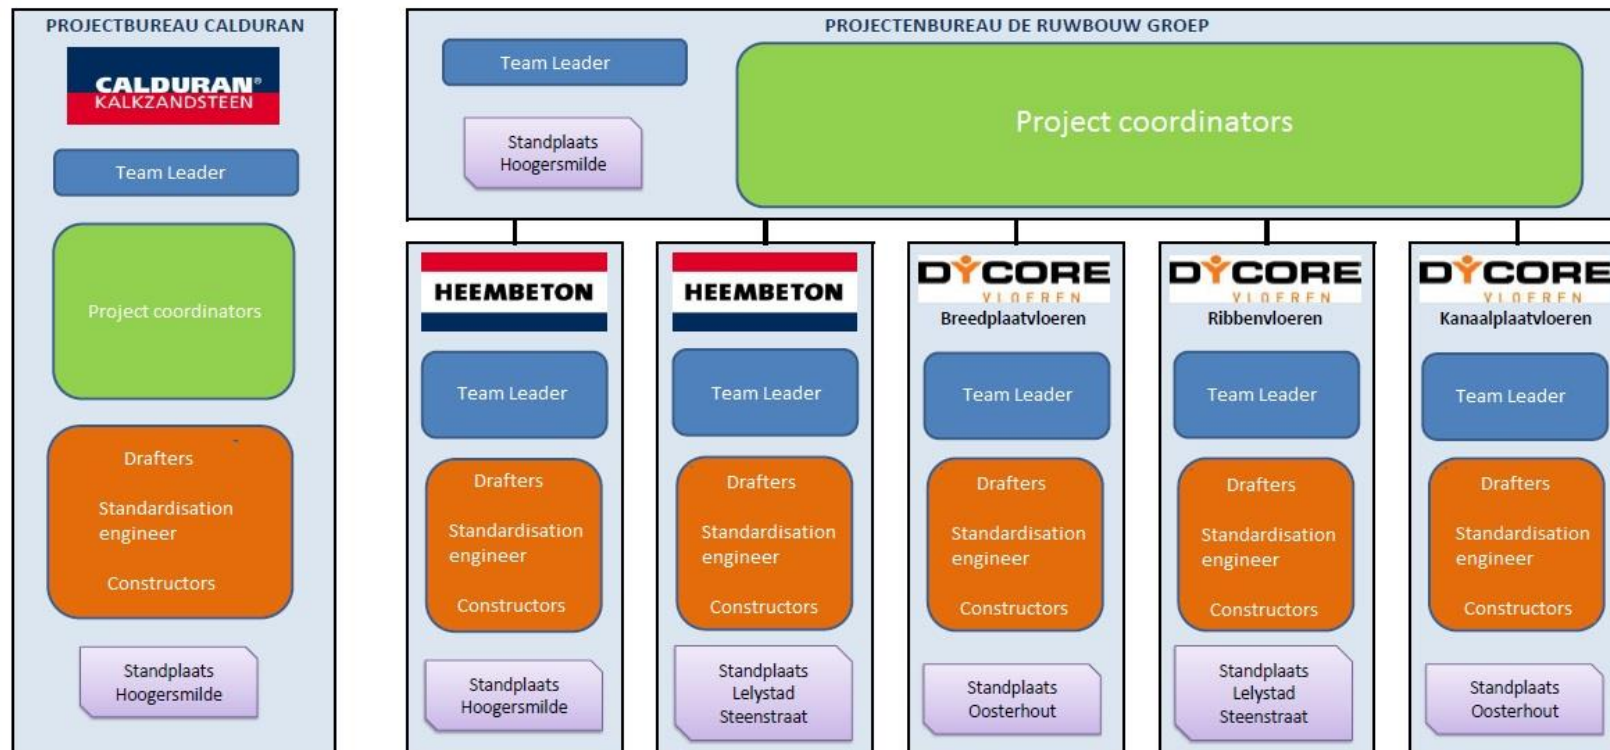 PROJECTBUREAU CALDURAN
CALDURAN®
KALKZANDSTEEN
Team Leader
Project coordinators
Drafters
Standardisation
engineer
Constructors
Standplaats
Hoogersmilde
PROJECTENBUREAU DE RUWBOUW GROEP
Team Leader
Standplaats
Hoogersmilde
Project coordinators
HEEMBETON
Team Leader
Drafters
Standardisation
engineer
Constructors
Standplaats
Hoogersmilde
HEEMBETON
Team Leader
Drafters
Standardisation
engineer
Constructors
Standplaats
Lelystad
Steenstraat
DYCORE
VLOEREN
Breedplaatvloeren
Team Leader
Drafters
Standardisation
engineer
Constructors
Standplaats
Oosterhout
DYCORE
VLOEREN
Ribbenvloeren
Team Leader
Drafters
Standardisation
engineer
Constructors
Standplaats
Lelystad
Steenstraat
DYCORE
VLOEREN
Kanaalplaatvloeren
Team Leader
Drafters
Standardisation
engineer
Constructors
Standplaats
Oosterhout